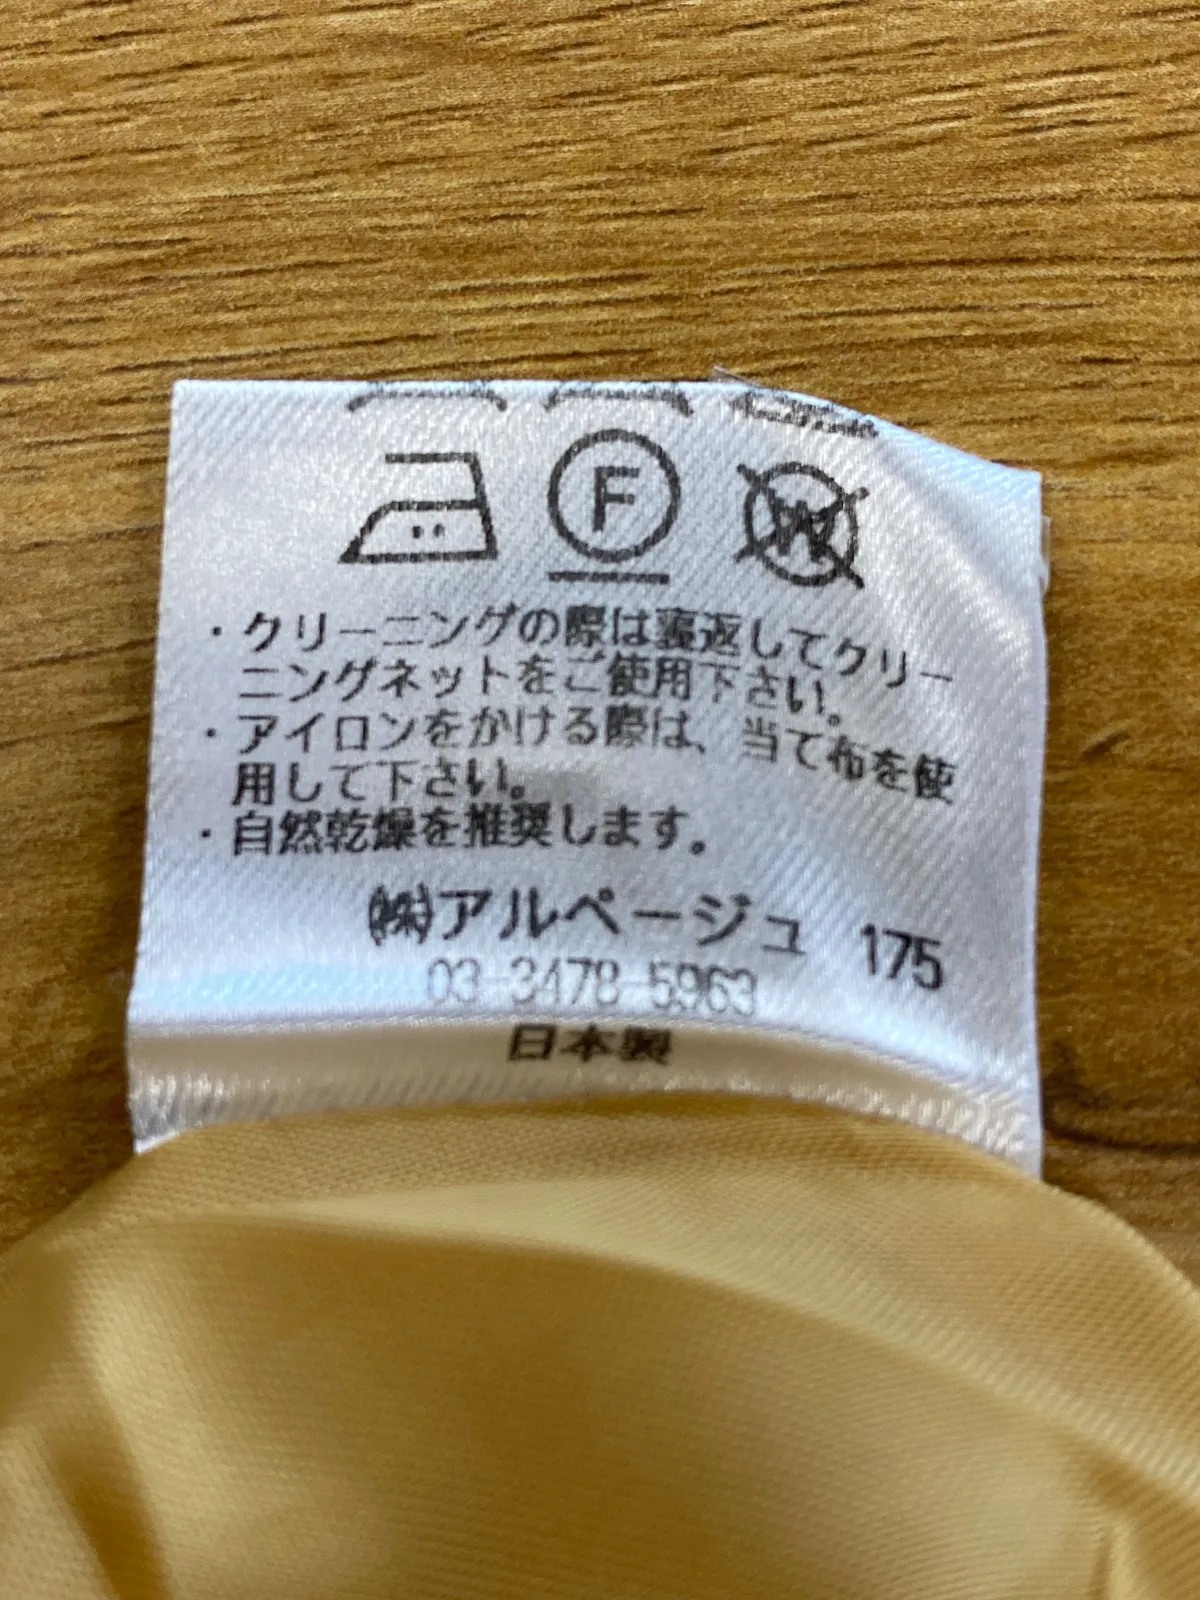 F
W
・クリーニングの際は裏返してクリー
ニングネットをご使用下さい。
・アイロンをかける際は、当て布を使
用して下さい。
・自然乾燥を推奨します。
㈱アルページュ 175
03-3478-5963
日本製